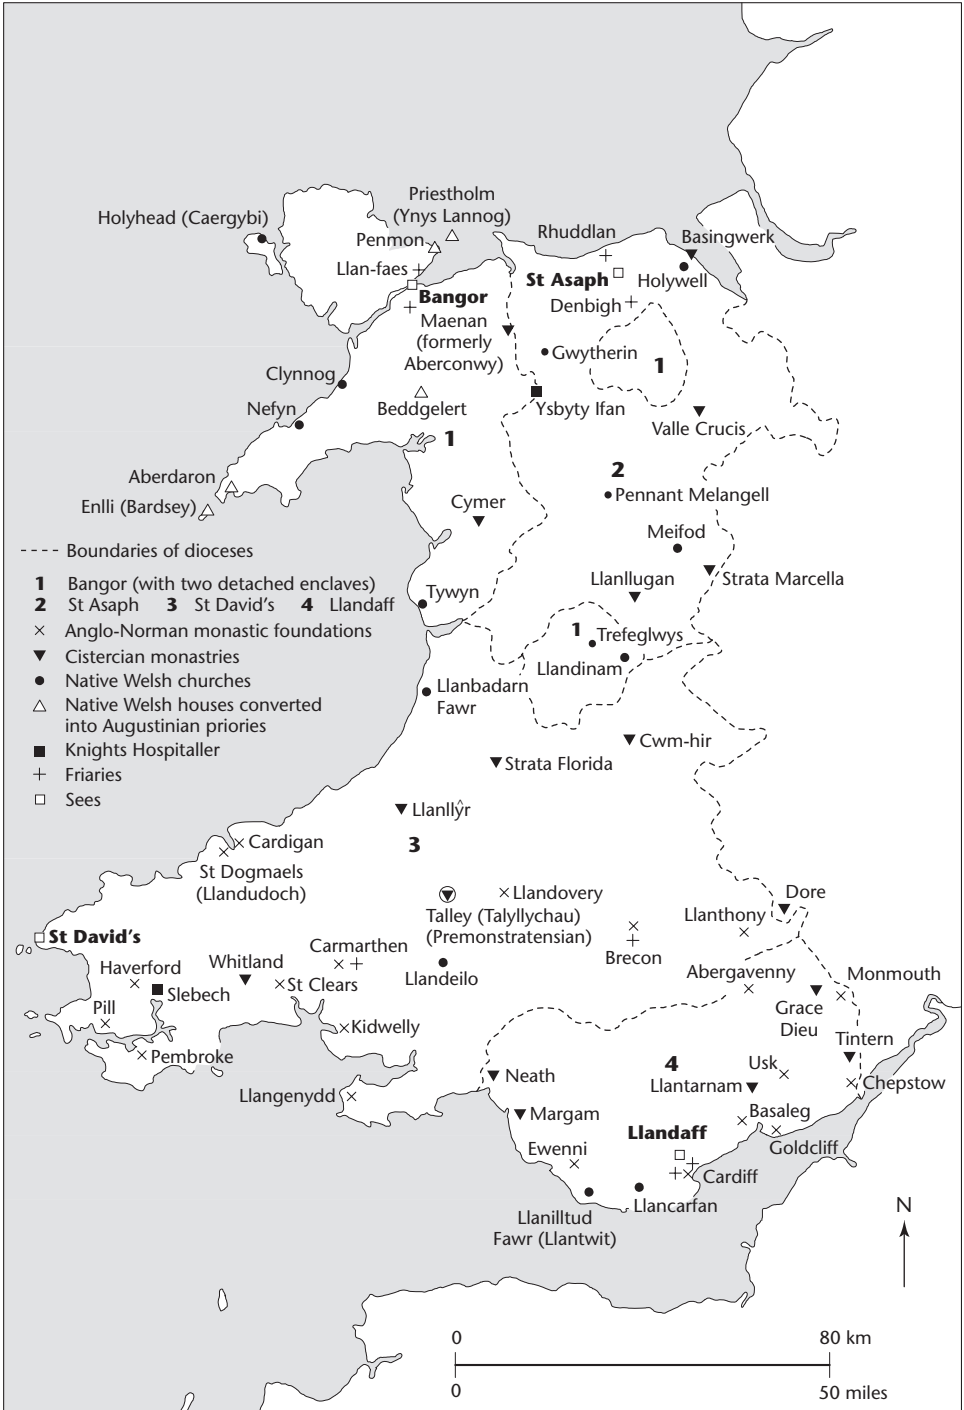 Priestholm
(Ynys Lannog)
Holyhead (Caergybi)
Penmon
Rhuddlan
Basingwerk
Llan-faes
St Asaph
Holywell
Bangor
Denbigh
Maenan
(formerly
Aberconwy)
Gwytherin
1
Clynnog
Nefyn
Beddgelert
Ysbyty Ifan
Valle Crucis
1
2
Aberdaron
Enlli (Bardsey)
Cymer
Pennant Melangell
Meifod
Boundaries of dioceses
1 Bangor (with two detached enclaves)
2 St Asaph 3 St David's 4 Llandaff
Anglo-Norman monastic foundations
Cistercian monastries
Native Welsh churches
Native Welsh houses converted
into Augustinian priories
Knights Hospitaller
Friaries
Sees
Llanllugan
Strata Marcella
Tywyn
1
Trefeglwys
Llandinam
Llanbadarn
Fawr
Cwm-hir
Strata Florida
Llanllŷr
Cardigan
3
St Dogmaels
(Llandudoch)
Llandovery
Dore
Talley (Talyllychau)
(Premonstratensian)
Llanthony
St David's
Carmarthen
Brecon
Haverford
Whitland
Llandeilo
Abergavenny
Monmouth
Slebech
St Clears
Pill
Grace
Dieu
Kidwelly
Tintern
Pembroke
4
Usk
Neath
Llantarnam
Chepstow
Llangenydd
Margam
Basaleg
Llandaff
Goldcliff
Ewenni
Cardiff
Llancarfan
Llanilltud
Fawr (Llantwit)
N
0 80 km
0 50 miles